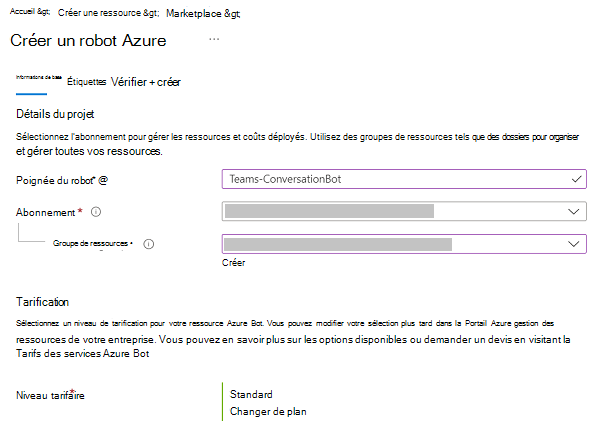 Accueil &gt; Créer une ressource &gt; Marketplace &gt;
Créer un robot Azure ...
Informations de base Étiquettes Vérifier + créer
Détails du projet
Sélectionnez l'abonnement pour gérer les ressources et coûts déployés. Utilisez des groupes de ressources tels que des dossiers pour organiser
et gérer toutes vos ressources.
Poignée du robot* @ Teams-ConversationBot
Abonnement *
Groupe de ressources •
Créer
Tarification
Sélectionnez un niveau de tarification pour votre ressource Azure Bot. Vous pouvez modifier votre sélection plus tard dans la Portail Azure gestion des
ressources de votre entreprise. Vous pouvez en savoir plus sur les options disponibles ou demander un devis en visitant la
Tarifs des services Azure Bot
Niveau tarifaire * Standard
Changer de plan